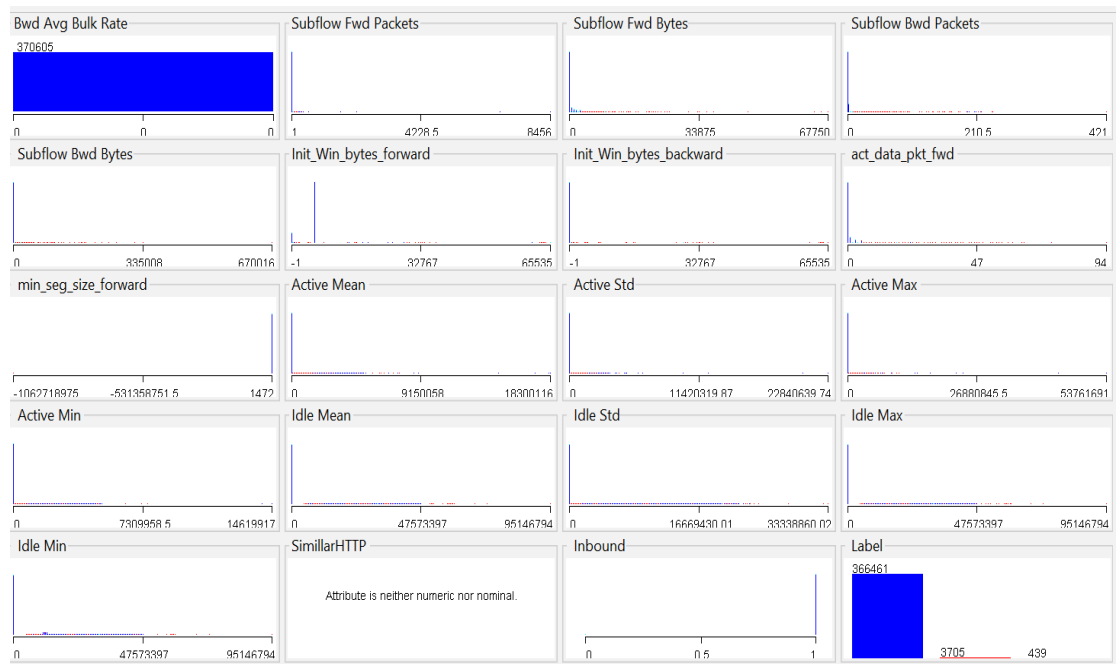 Bwd Avg Bulk Rate
370605
0 0 0
Subflow Fwd Packets
1 4228.5 8456
Subflow Fwd Bytes
0 33875 67750
Subflow Bwd Packets
0 210.5 421
Subflow Bwd Bytes
0 335008 670016
Init_Win_bytes_forward
-1 32767 65535
Init_Win_bytes_backward
-1 32767 65535
act_data_pkt_fwd
0 47 94
min_seg_size_forward
-1062718975 -531358751.5 1472
Active Mean
0 9150058 18300116
Active Std
0 11420319.87 22840639.74
Active Max
0 26880845.5 53761691
Active Min
0 7309958.5 14619917
Idle Mean
0 47573397 95146794
Idle Std
0 16669430.01 33338860.02
Idle Max
0 47573397 95146794
Idle Min
0 47573397 95146794
SimillarHTTP
Attribute is neither numeric nor nominal.
Inbound
0 0.5 1
Label
366461
3705 439